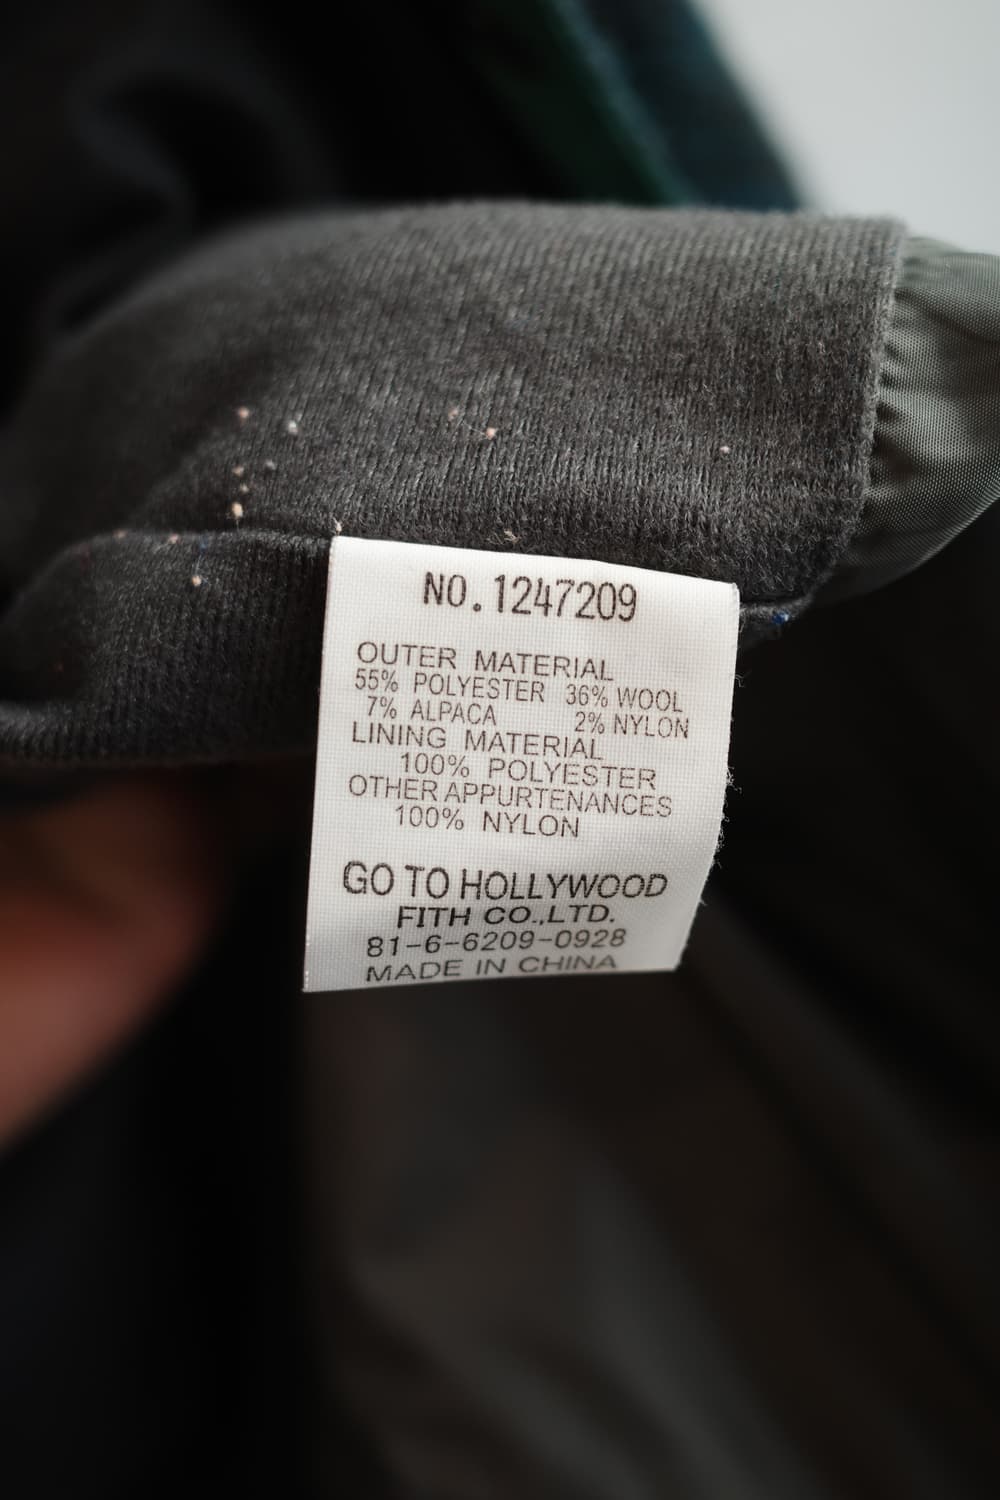 NO.1247209
OUTER MATERIAL
55% POLYESTER 36% WOOL
7% ALPACA 2% NYLON
LINING MATERIAL
100% POLYESTER
OTHER APPURTENANCES
100% NYLON
GO TO HOLLYWOOD
FITH CO.,LTD.
81-6-6209-0928
MADE IN CHINA